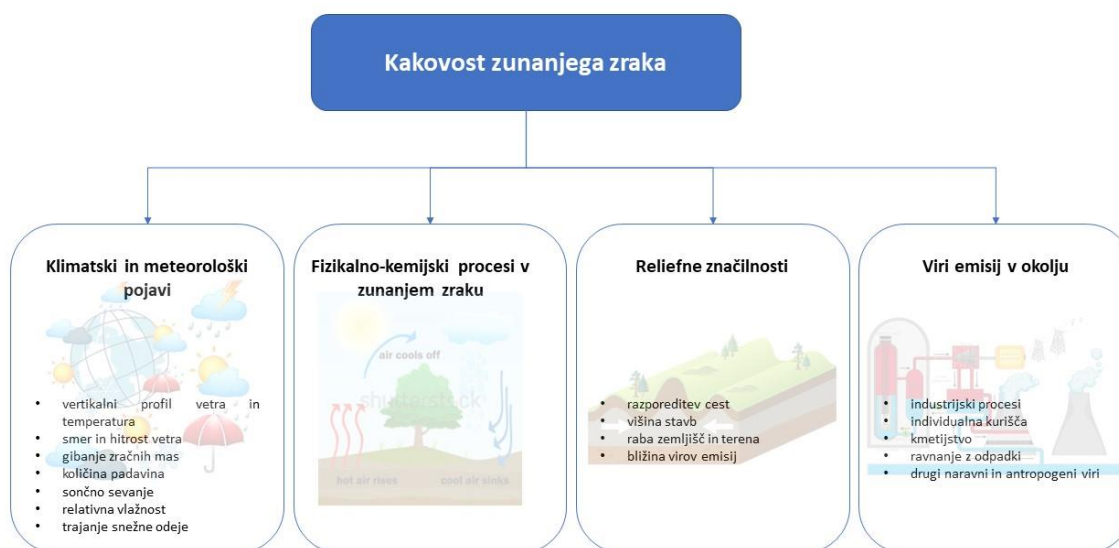 Kakovost zunanjega zraka
Klimatski in meteorološki
pojavi
• vertikalni profil vetra in
temperatura
• smer in hitrost vetra
• gibanje zračnih mas
• količina padavina
• sončno sevanje
• relativna vlažnost
• trajanje snežne odeje
Fizikalno-kemijski procesi v
zunanjem zraku
air cools off
shutterstock
hot air rises
cool air sinks
Reliefne značilnosti
• razporeditev cest
• višina stavb
• raba zemljišč in terena
• bližina virov emisij
Viri emisij v okolju
• industrijski procesi
• individualna kurišča
• kmetijstvo
• ravnanje z odpadki
• drugi naravni in antropogeni viri